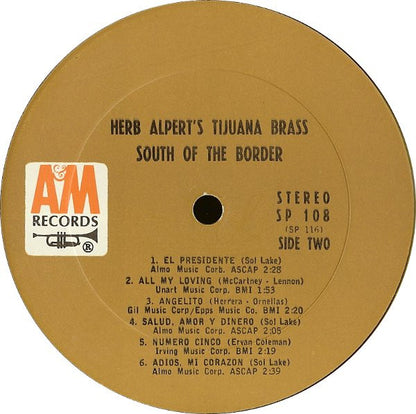 HERB ALPERT'S TIJUANA BRASS
SOUTH OF THE BORDER
A&M
RECORDS
®
STEREO
SP 108
(SP 116)
SIDE TWO
1. EL PRESIDENTE (Sol Lake)
Almo Music Corb. ASCAP 2:28
2. ALL MY LOVING (McCartney - Lennon)
Unart Music Corp. BMI 1:53
3. ANGELITO (Herrera - Ornellas)
Gil Music Corp/Epps Music Co. BMI 2:20
4. SALUD, AMOR Y DINERO (Sol Lake)
Almo Music Corp. ASCAP 2:08
5. NUMERO CINCO (Ervan Coleman)
Irving Music Corp. BMI 2:19
6. ADIOS, MI CORAZON (Sol Lake)
Almo Music Corp. ASCAP 2:39